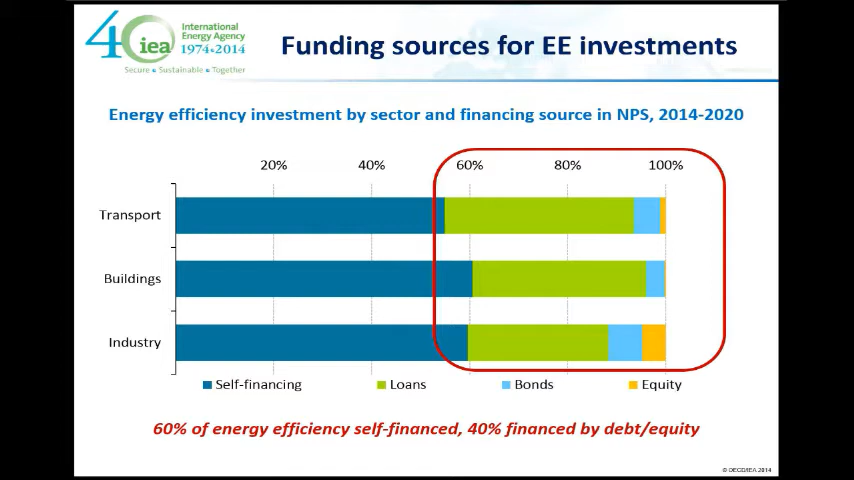 40 iea International
Energy Agency
1974•2014
Secure • Sustainable • Together
Funding sources for EE investments
Energy efficiency investment by sector and financing source in NPS, 2014-2020
20% 40% 60% 80% 100%
Transport
Buildings
Industry
Self-financing Loans Bonds Equity
60% of energy efficiency self-financed, 40% financed by debt/equity
© OECD/IEA 2014